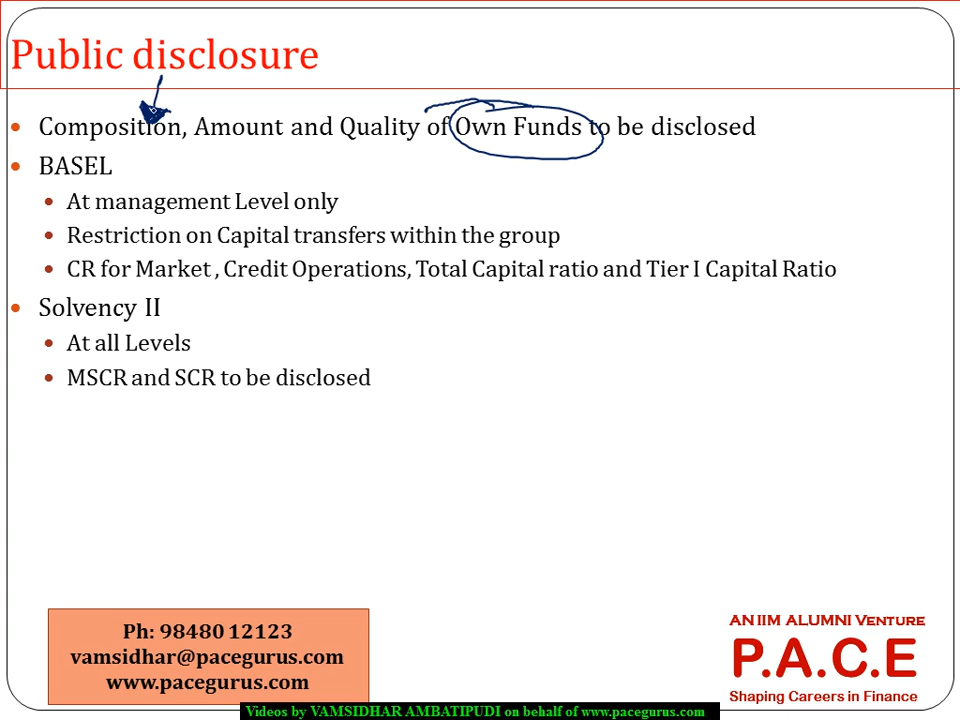 Public disclosure
Composition, Amount and Quality of Own Funds to be disclosed
BASEL
At management Level only
Restriction on Capital transfers within the group
CR for Market , Credit Operations, Total Capital ratio and Tier I Capital Ratio
Solvency II
At all Levels
MSCR and SCR to be disclosed
Ph: 98480 12123
vamsidhar@pacegurus.com
www.pacegurus.com
AN IIM ALUMNI VENTURE
P.A.C.E
Shaping Careers in Finance
Videos by VAMSIDHAR AMBATIPUDI on behalf of www.pacegurus.com